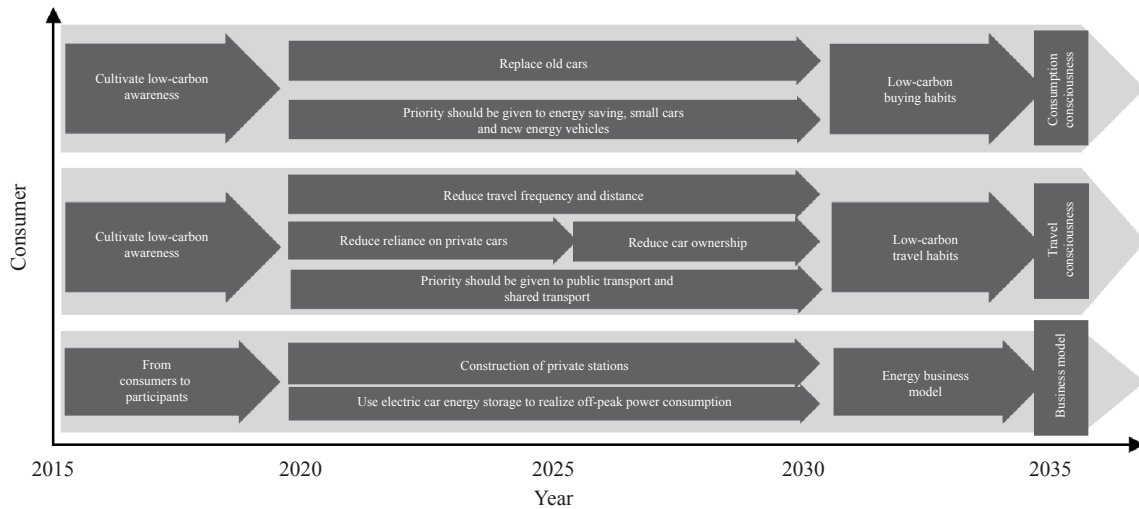 Consumer
Cultivate low-carbon
awareness
Replace old cars
Priority should be given to energy saving, small cars
and new energy vehicles
Low-carbon
buying habits
Consumption
consciousness
Cultivate low-carbon
awareness
Reduce travel frequency and distance
Reduce reliance on private cars
Reduce car ownership
Priority should be given to public transport and
shared transport
Low-carbon
travel habits
Travel
consciousness
From
consumers to
participants
Construction of private stations
Use electric car energy storage to realize off-peak power consumption
Energy business
model
Business model
2015
2020
2025
2030
2035
Year